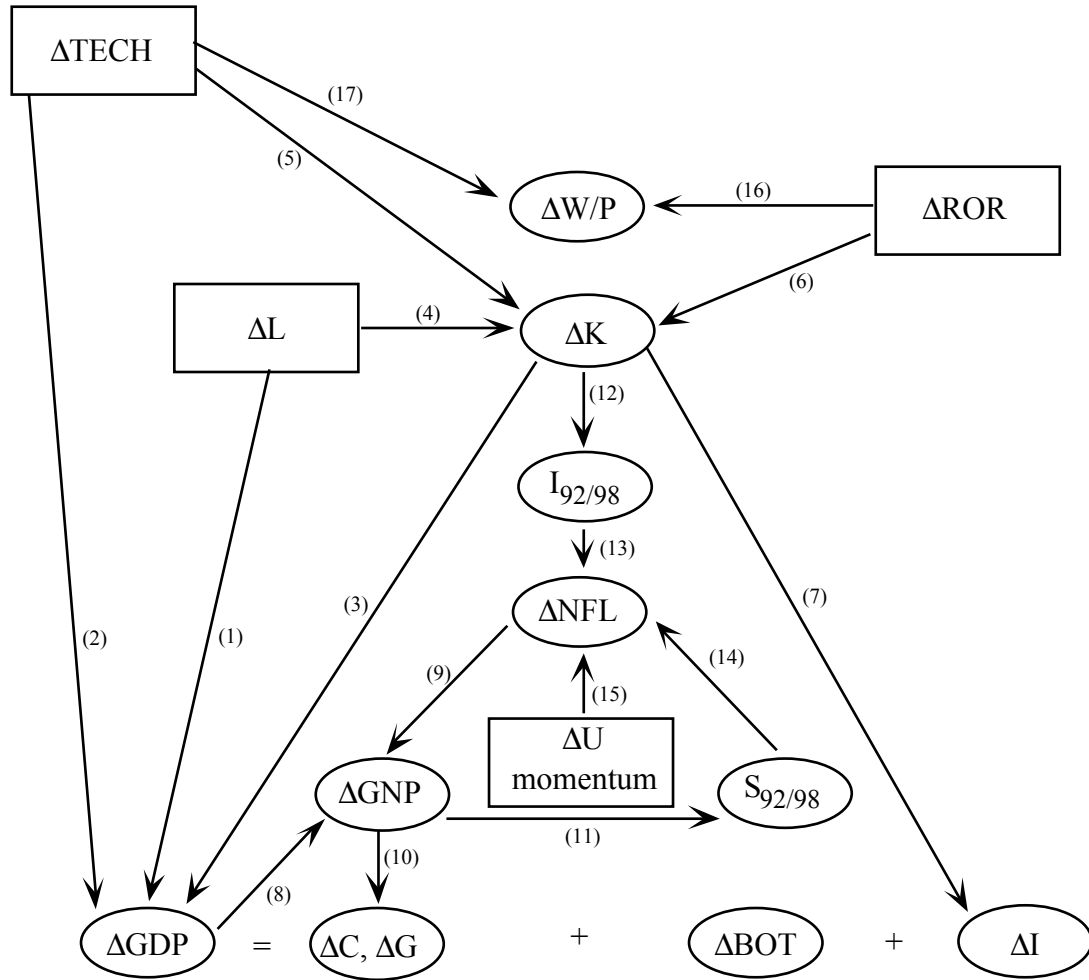 ΔTECH
(17)
(5)
ΔW/P
(16)
ΔROR
(6)
ΔL
(4)
ΔK
(12)
I92/98
(13)
ΔNFL
(3)
(7)
(2)
(1)
(9)
(14)
(15)
ΔU
momentum
ΔGNP
S92/98
(11)
(10)
(8)
ΔGDP = ΔC, ΔG + ΔBOT + ΔI